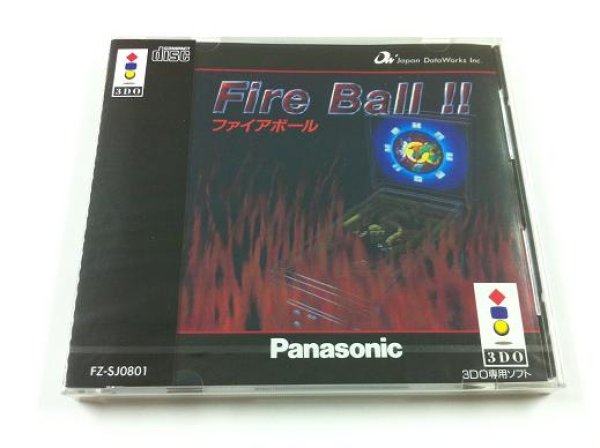 COMPACT
disc
3DO
Japan DataWorks Inc.
Fire Ball !!
ファイアボール
Panasonic
FZ-SJ0801
3DO
3DO専用ソフト